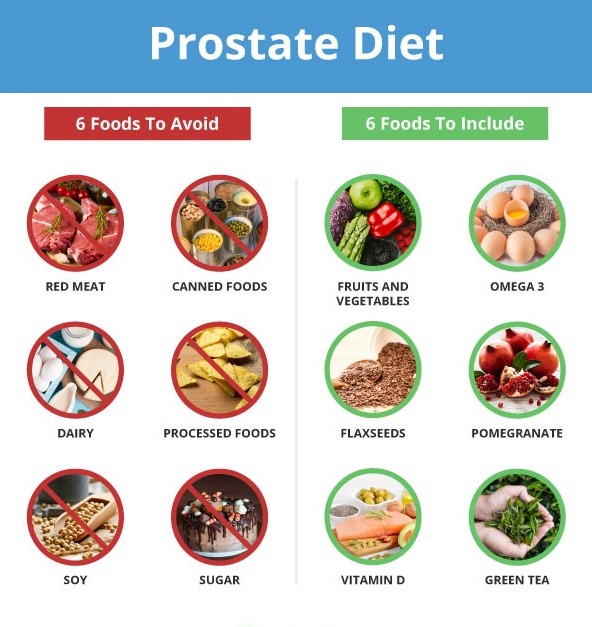 Prostate Diet
6 Foods To Avoid
6 Foods To Include
RED MEAT
CANNED FOODS
FRUITS AND
VEGETABLES
OMEGA 3
DAIRY
PROCESSED FOODS
FLAXSEEDS
POMEGRANATE
SOY
SUGAR
VITAMIN D
GREEN TEA